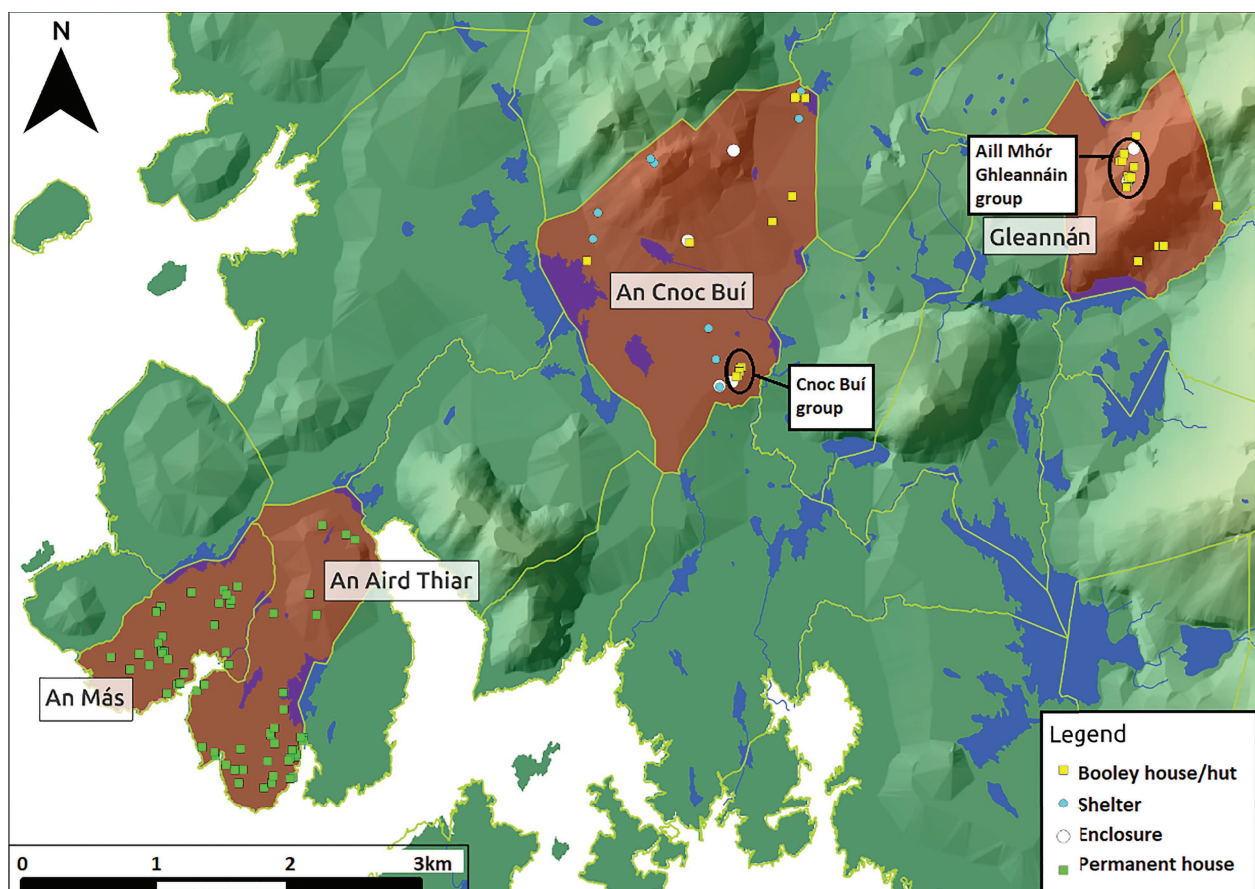 N
Aill Mhór
Ghleannáin
group
Gleannán
An Cnoc Buí
Cnoc Buí
group
An Aird Thiar
An Más
Legend
Booley house/hut
Shelter
Enclosure
Permanent house
0 1 2 3km